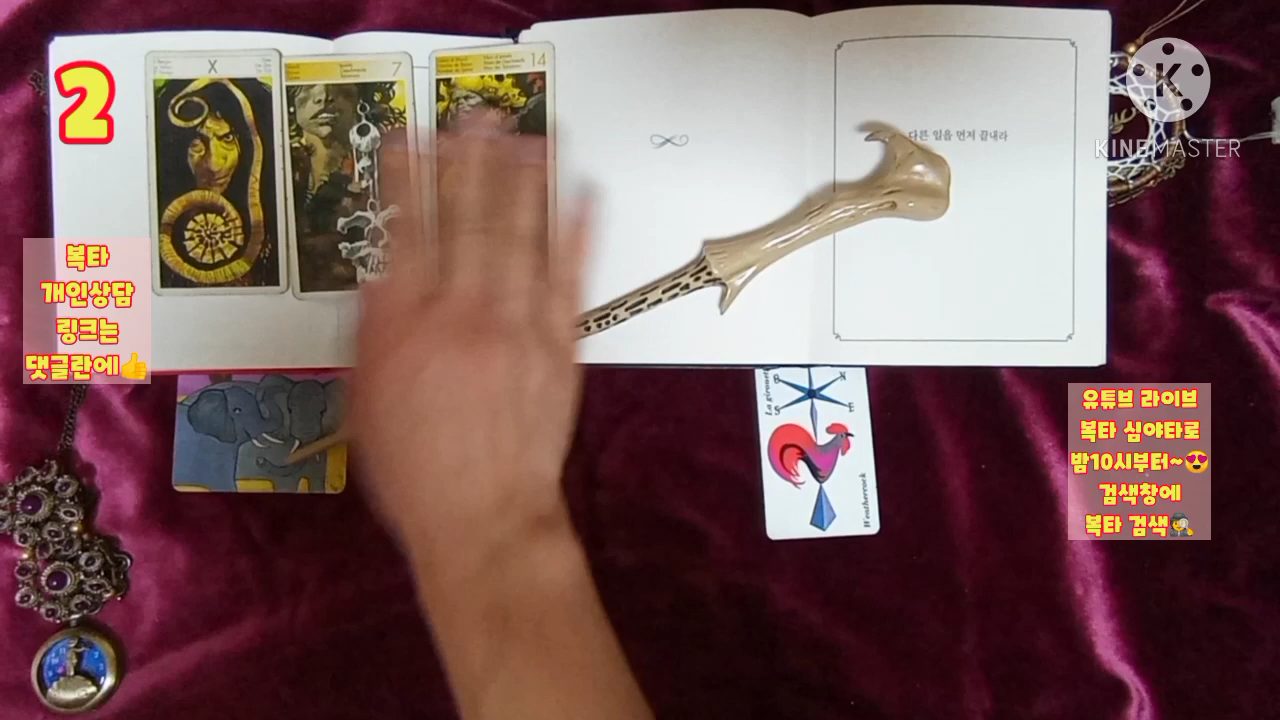 2
X
7
14
다른 일을 먼저 끝내라
K
KINEMASTER
복타
개인상담
링크는
댓글란에👍
유튜브 라이브
복타 심야타로
밤10시부터~😍
검색창에
복타 검색🕵️
La girouette
N
S
E
Weathercock